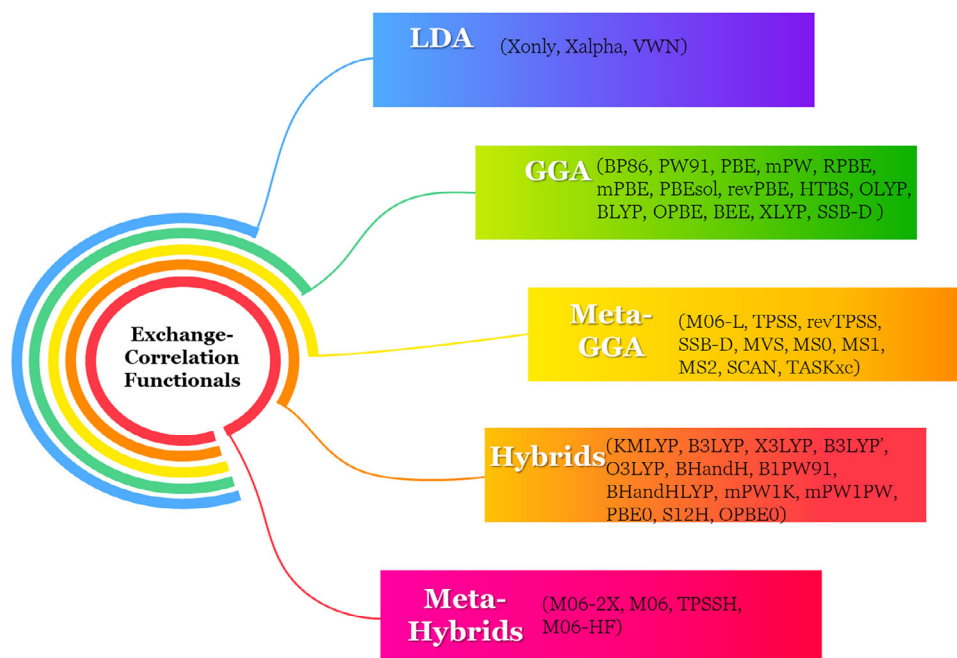 LDA
(Xonly, Xalpha, VWN)
GGA
(BP86, PW91, PBE, mPW, RPBE,
mPBE, PBEsol, revPBE, HTBS, OLYP,
BLYP, OPBE, BEE, XLYP, SSB-D )
Exchange-
Correlation
Functionals
Meta-
GGA
(M06-L, TPSS, revTPSS,
SSB-D, MVS, MS0, MS1,
MS2, SCAN, TASKxc)
Hybrids
(KMLYP, B3LYP, X3LYP, B3LYP',
O3LYP, BHandH, B1PW91,
BHandHLYP, mPW1K, mPW1PW,
PBE0, S12H, OPBE0)
Meta-
Hybrids
(M06-2X, M06, TPSSH,
M06-HF)